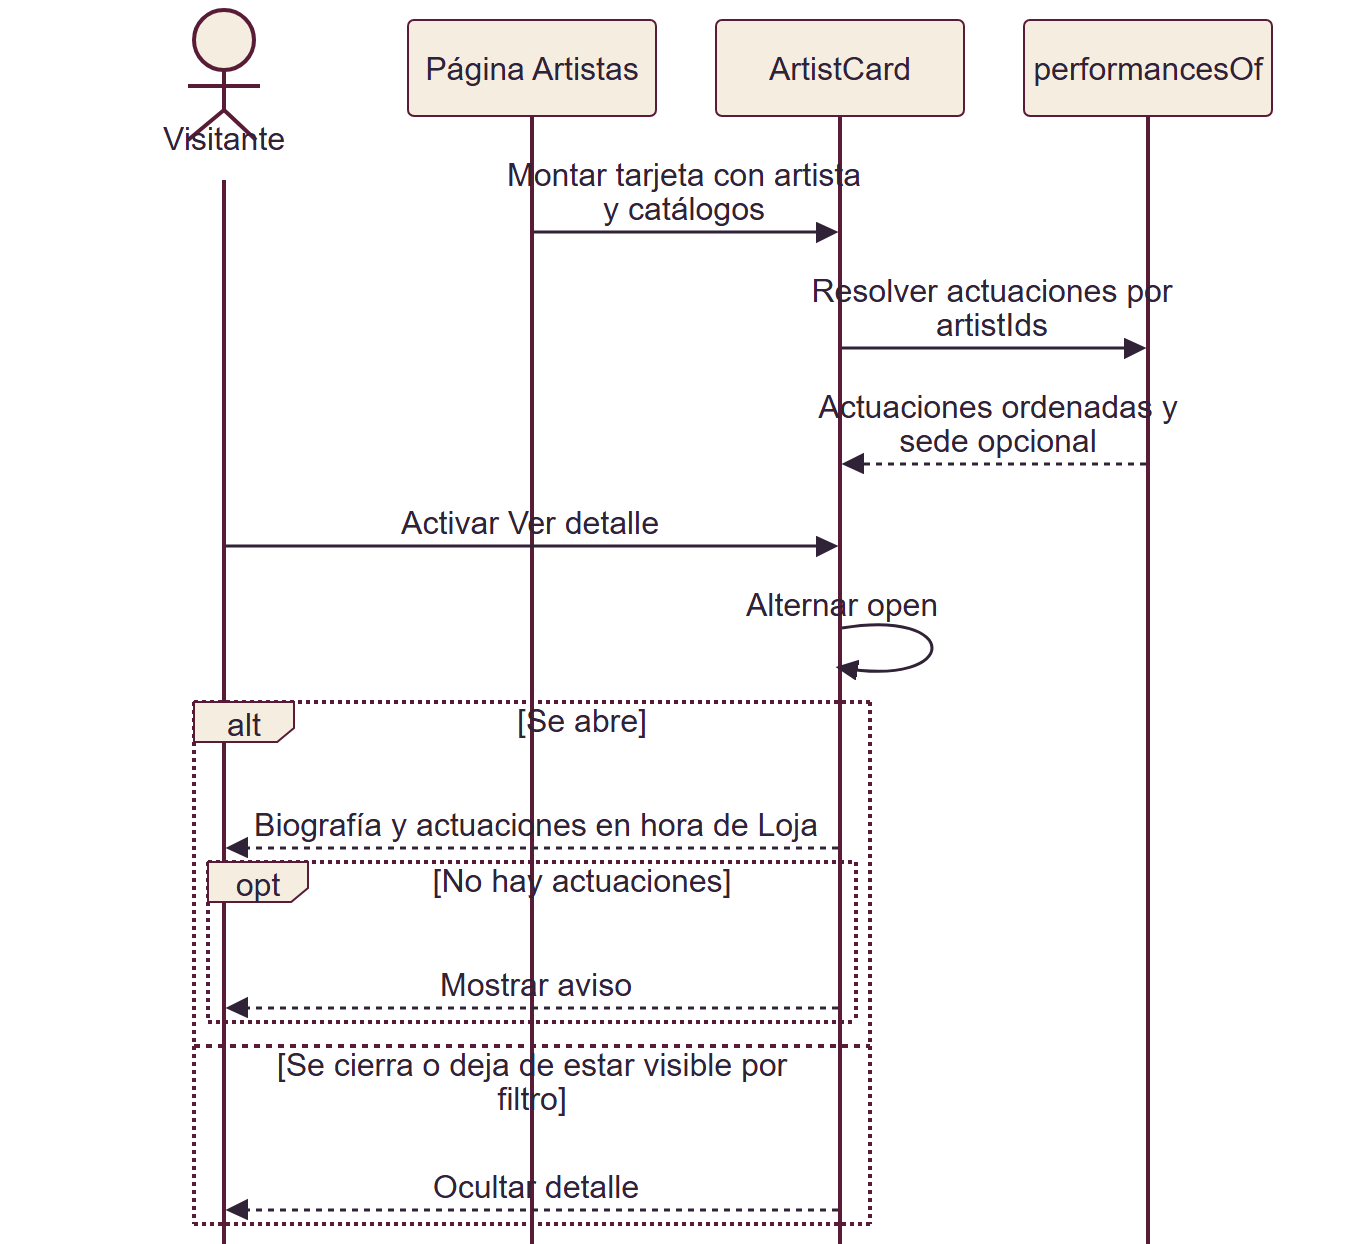 Visitante
Página Artistas
ArtistCard
performancesOf
Montar tarjeta con artista
y catálogos
Resolver actuaciones por
artistIds
Actuaciones ordenadas y
sede opcional
Activar Ver detalle
Alternar open
alt
[Se abre]
Biografía y actuaciones en hora de Loja
opt
[No hay actuaciones]
Mostrar aviso
[Se cierra o deja de estar visible por
filtro]
Ocultar detalle